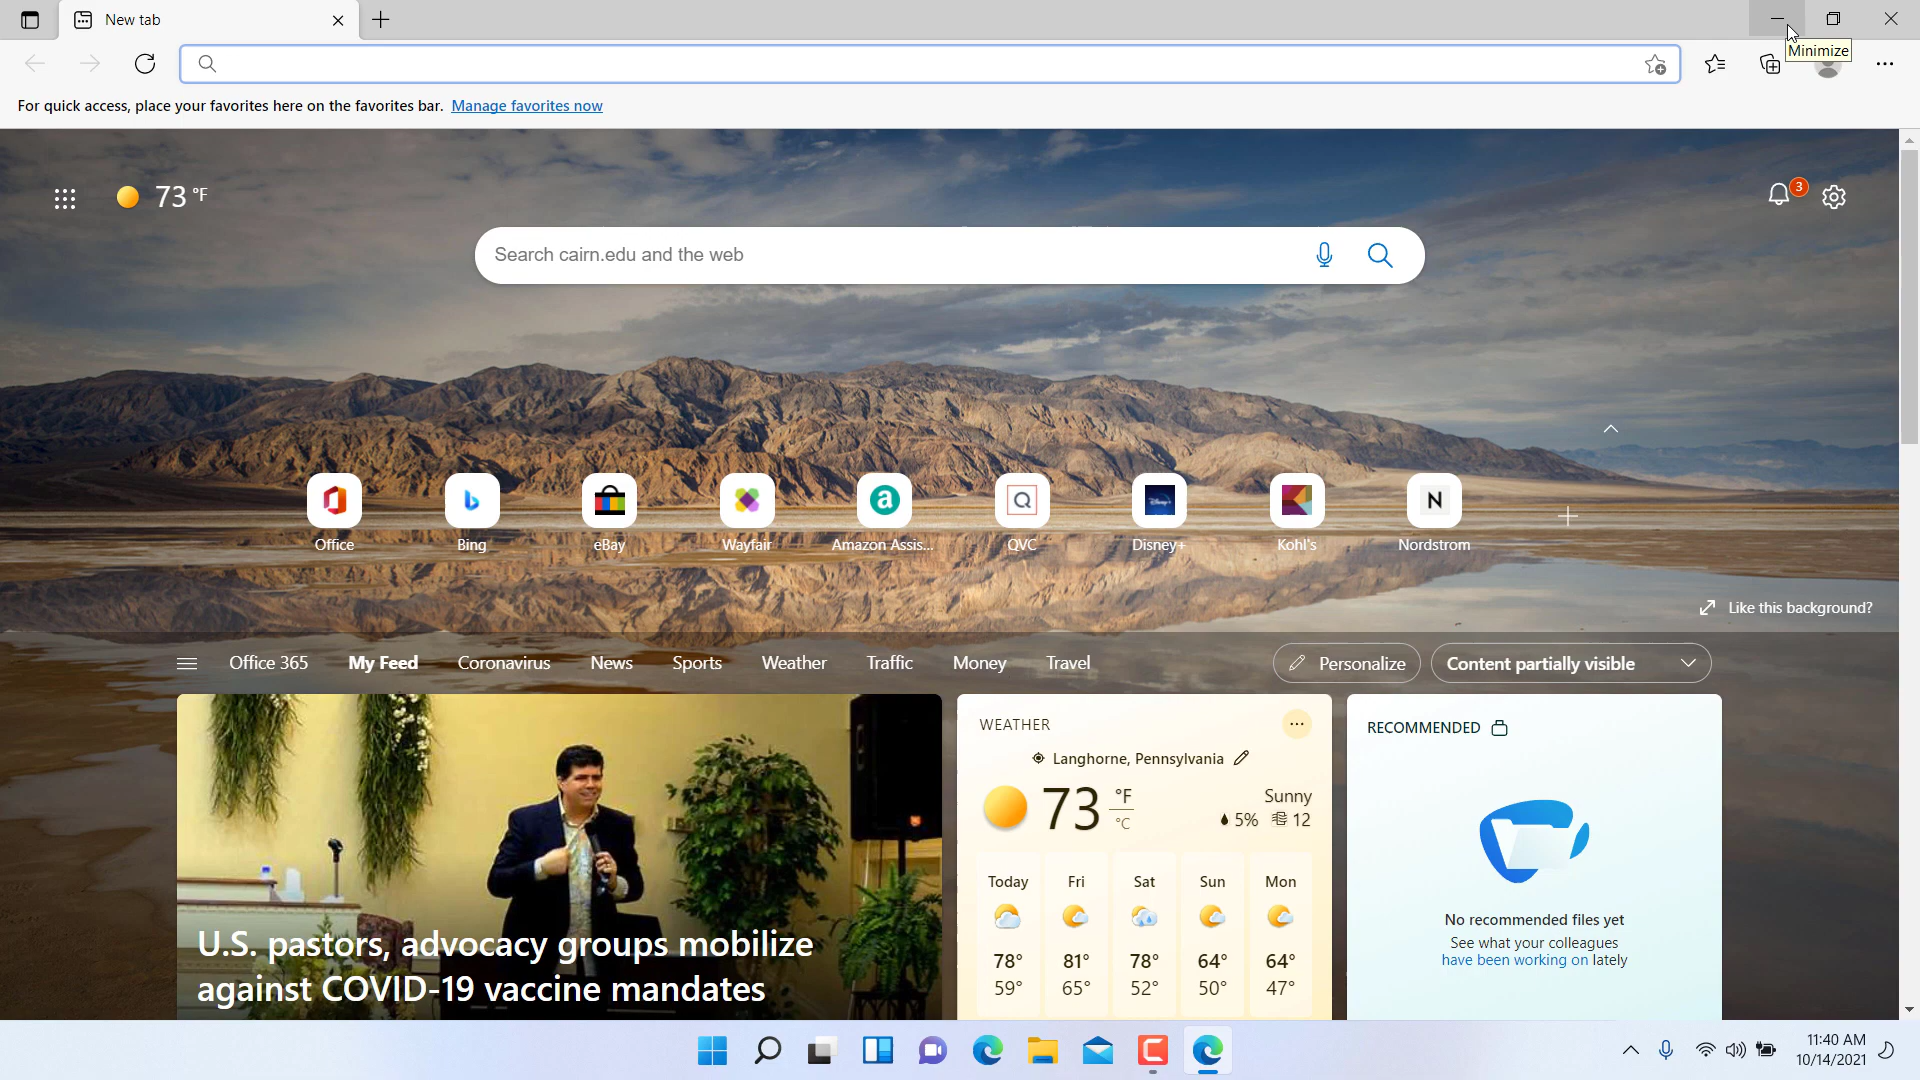 New tab
Minimize
For quick access, place your favorites here on the favorites bar. Manage favorites now
73 °F
3
Search cairn.edu and the web
Office
Bing
eBay
Wayfair
Amazon Assis...
QVC
Disney+
Kohl's
Nordstrom
Like this background?
Office 365
My Feed
Coronavirus
News
Sports
Weather
Traffic
Money
Travel
Personalize
Content partially visible
U.S. pastors, advocacy groups mobilize
against COVID-19 vaccine mandates
WEATHER
Langhorne, Pennsylvania
73 °F
°C
Sunny
5% 12
Today Fri Sat Sun Mon
78° 81° 78° 64° 64°
59° 65° 52° 50° 47°
RECOMMENDED
No recommended files yet
See what your colleagues
have been working on lately
11:40 AM
10/14/2021